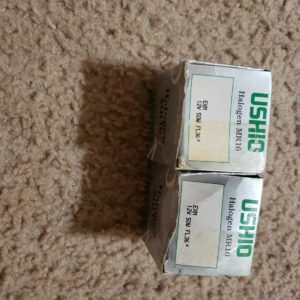 USHIO
Halogen MR16
EXN
12V 50W FL36°
USHIO
Halogen MR16
EXN
12V 50W FL36°